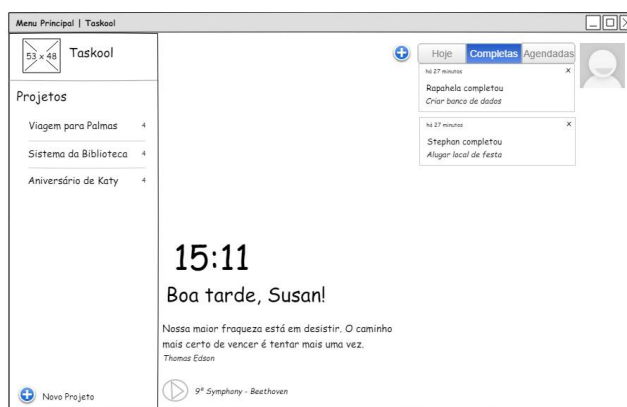 Menu Principal | Taskool
53 x 48
Taskool
Projetos
Viagem para Palmas 4
Sistema da Biblioteca 4
Aniversário de Katy 4
Novo Projeto
Hoje Completas Agendadas
há 27 minutos X
Rapahela completou
Criar banco de dados
há 27 minutos X
Stephan completou
Alugar local de festa
15:11
Boa tarde, Susan!
Nossa maior fraqueza está em desistir. O caminho
mais certo de vencer é tentar mais uma vez.
Thomas Edson
9ª Symphony - Beethoven